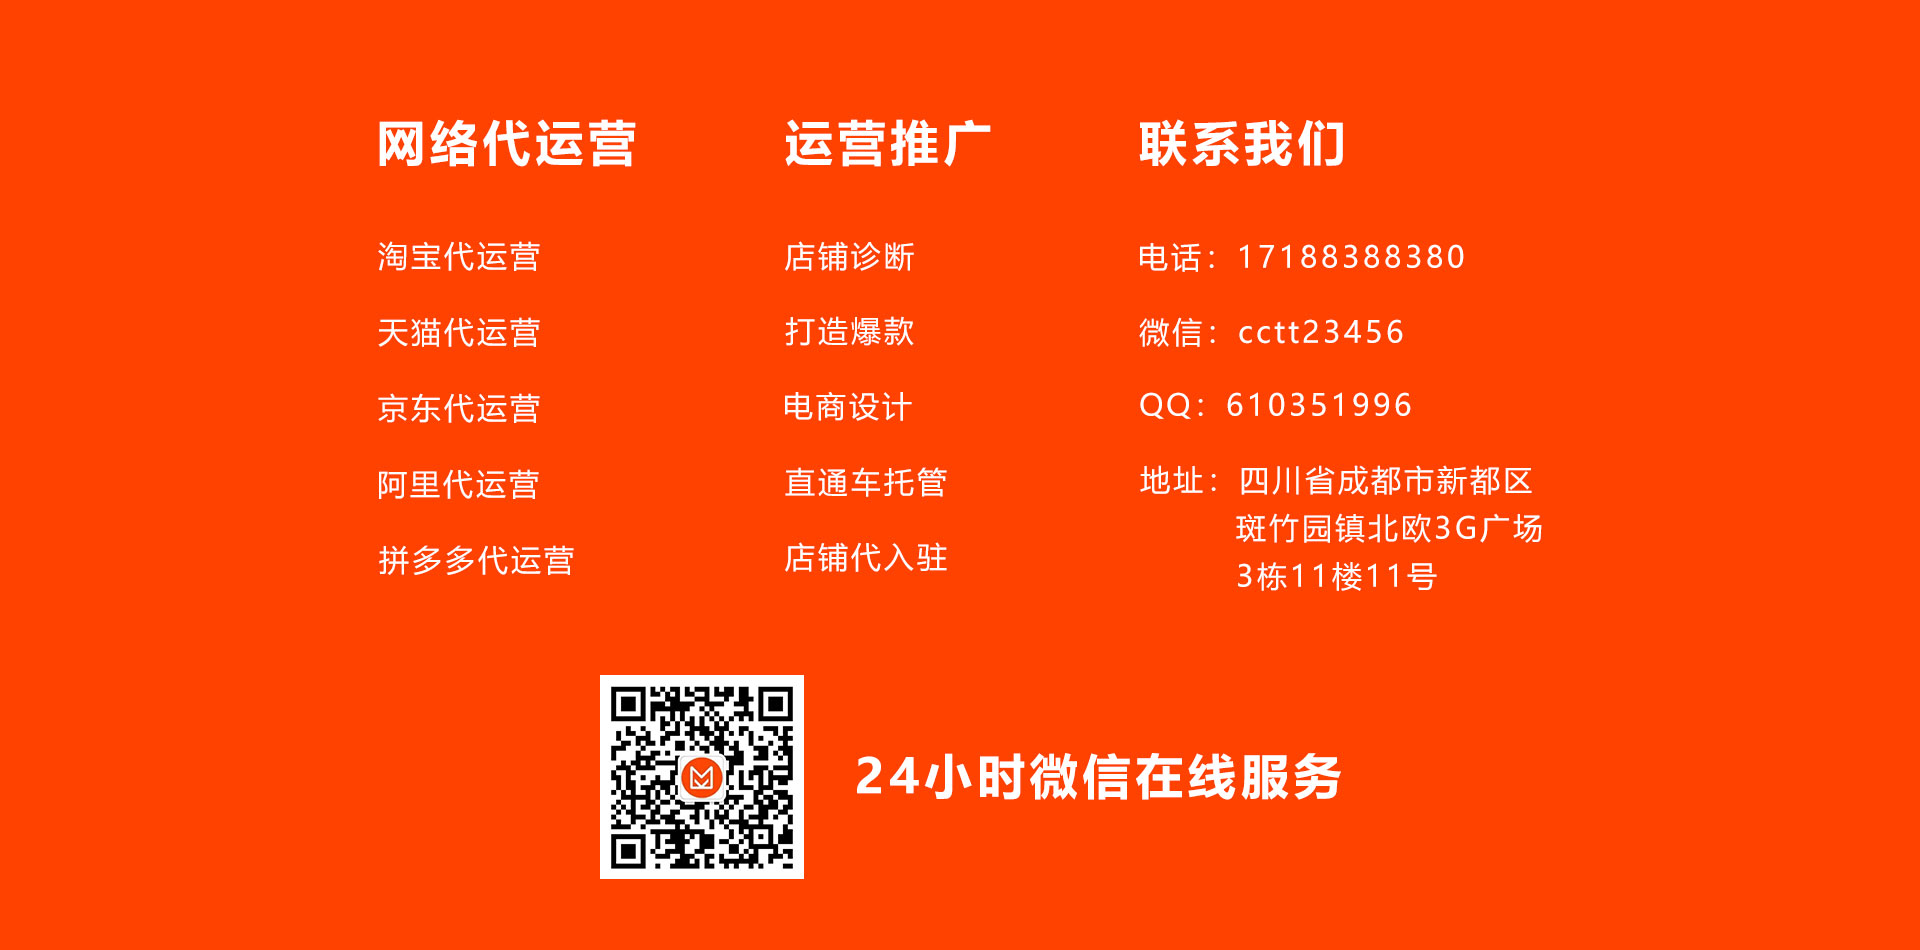 网络代运营
淘宝代运营
天猫代运营
京东代运营
阿里代运营
拼多多代运营
运营推广
店铺诊断
打造爆款
电商设计
直通车托管
店铺代入驻
联系我们
电话：17188388380
微信：cctt23456
QQ：610351996
地址：四川省成都市新都区
斑竹园镇北欧3G广场
3栋11楼11号
24小时微信在线服务